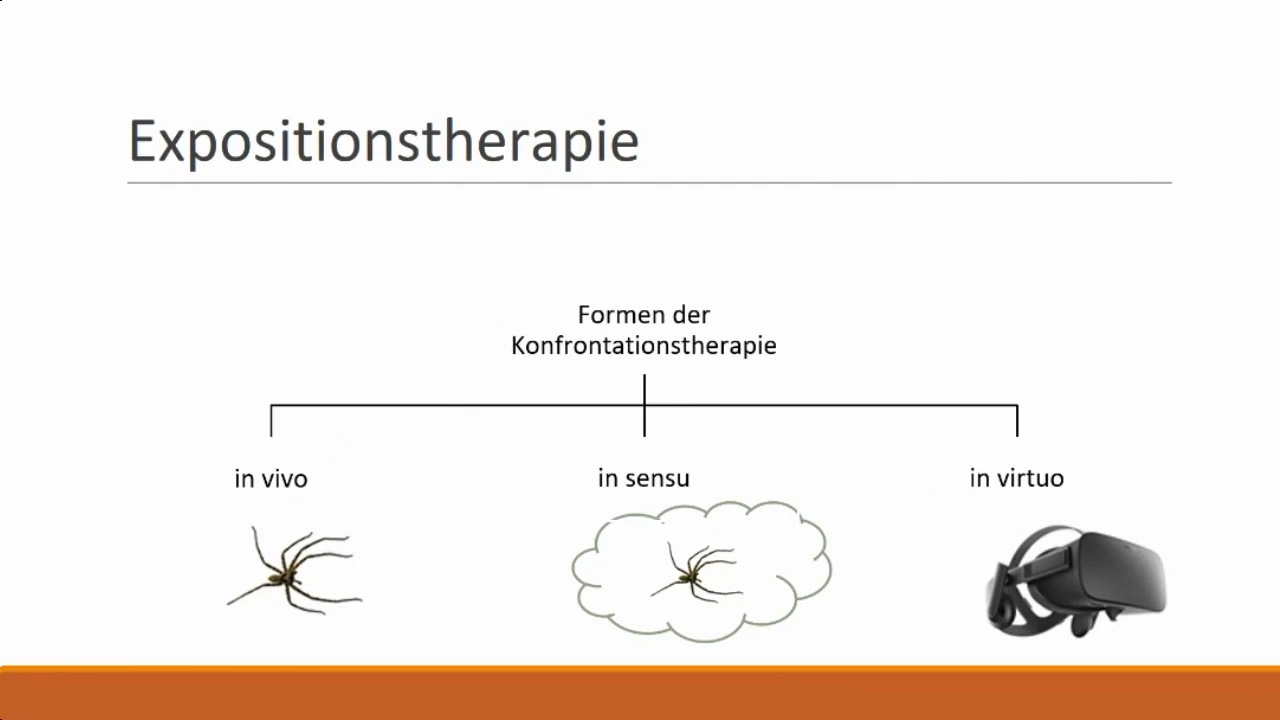 Expositionstherapie
Formen der
Konfrontationstherapie
in vivo
in sensu
in virtuo